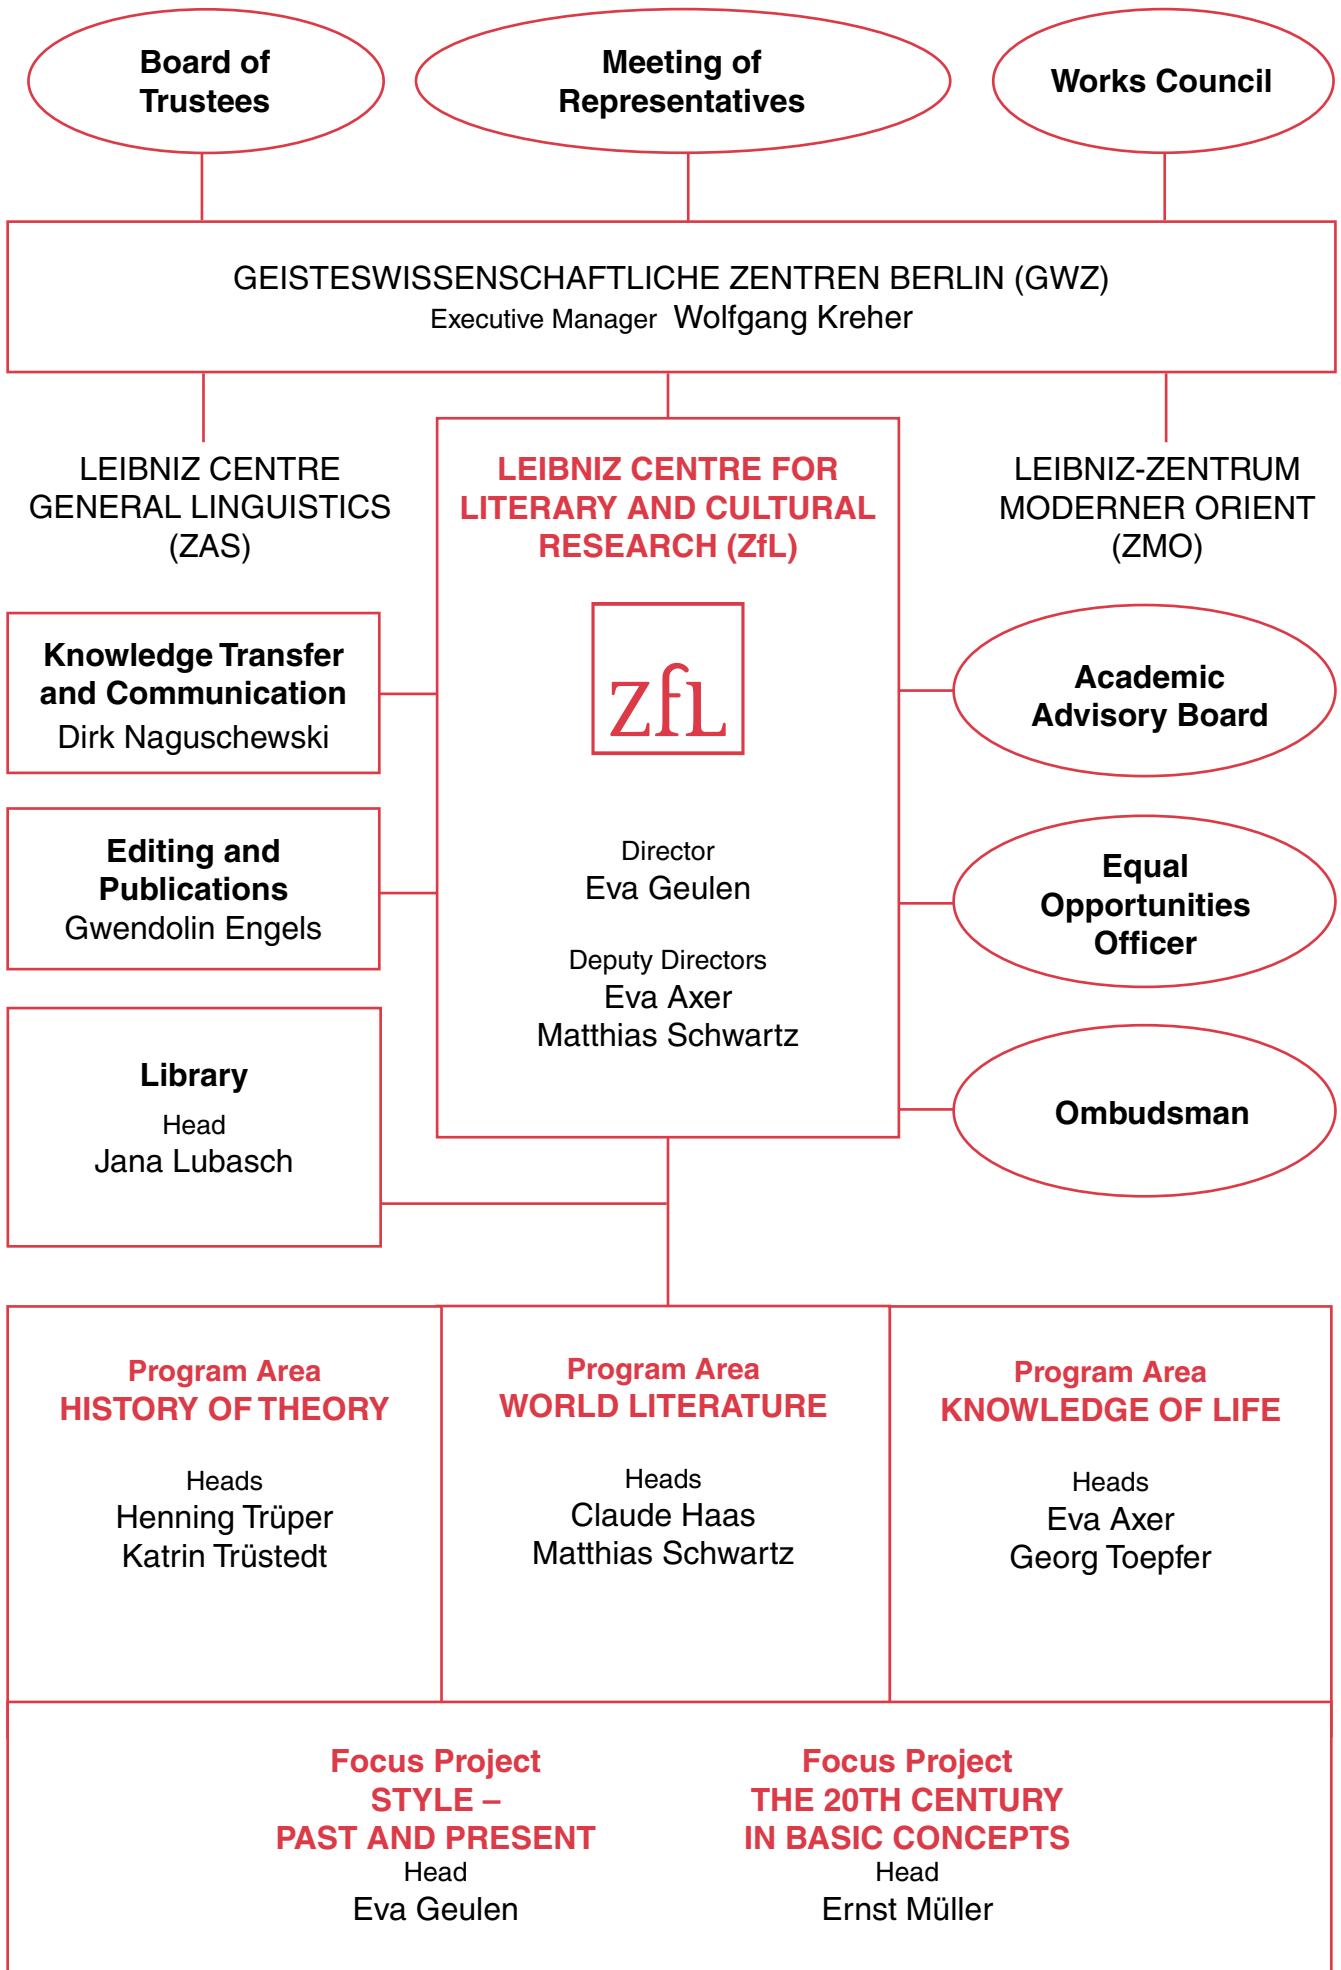 Board of
Trustees
Meeting of
Representatives
Works Council
GEISTESWISSENSCHAFTLICHE ZENTREN BERLIN (GWZ)
Executive Manager Wolfgang Kreher
LEIBNIZ CENTRE
GENERAL LINGUISTICS
(ZAS)
LEIBNIZ CENTRE FOR
LITERARY AND CULTURAL
RESEARCH (ZfL)
LEIBNIZ-ZENTRUM
MODERNER ORIENT
(ZMO)
zfL
Director
Eva Geulen
Deputy Directors
Eva Axer
Matthias Schwartz
Knowledge Transfer
and Communication
Dirk Naguschewski
Editing and
Publications
Gwendolin Engels
Library
Head
Jana Lubasch
Academic
Advisory Board
Equal
Opportunities
Officer
Ombudsman
Program Area
HISTORY OF THEORY
Heads
Henning Trüper
Katrin Trüstedt
Program Area
WORLD LITERATURE
Heads
Claude Haas
Matthias Schwartz
Program Area
KNOWLEDGE OF LIFE
Heads
Eva Axer
Georg Toepfer
Focus Project
STYLE –
PAST AND PRESENT
Head
Eva Geulen
Focus Project
THE 20TH CENTURY
IN BASIC CONCEPTS
Head
Ernst Müller